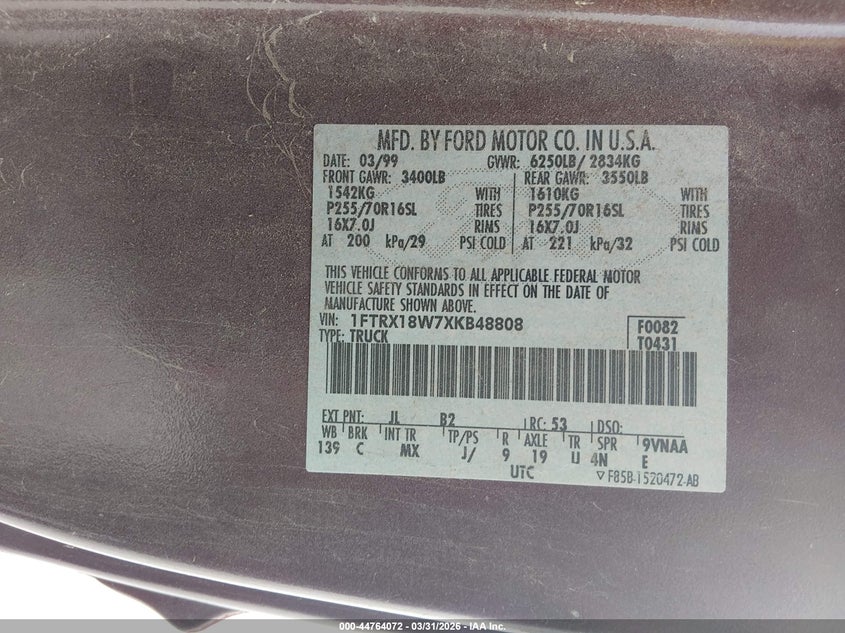 MFD. BY FORD MOTOR CO. IN U.S.A.
DATE: 03/99 GVWR: 6250LB/ 2834KG
FRONT GAWR: 3400LB REAR GAWR: 3550LB
1542KG WITH 1610KG WITH
P255/70R16SL TIRES P255/70R16SL TIRES
16X7.0J RIMS 16X7.0J RIMS
AT 200 kPa/29 PSI COLD AT 221 kPa/32 PSI COLD
THIS VEHICLE CONFORMS TO ALL APPLICABLE FEDERAL MOTOR
VEHICLE SAFETY STANDARDS IN EFFECT ON THE DATE OF
MANUFACTURE SHOWN ABOVE.
VIN: 1FTRX18W7XKB48808 F0082
TYPE: TRUCK T0431
EXT PNT: JL B2 RC: 53 DSO:
WB BRK INT TR TP/PS R AXLE TR SPR 9VNAA
139 C MX J/ 9 19 U 4N E
UTC F85B-1520472-AB
000-44764072 - 03/31/2026 - IAA Inc.